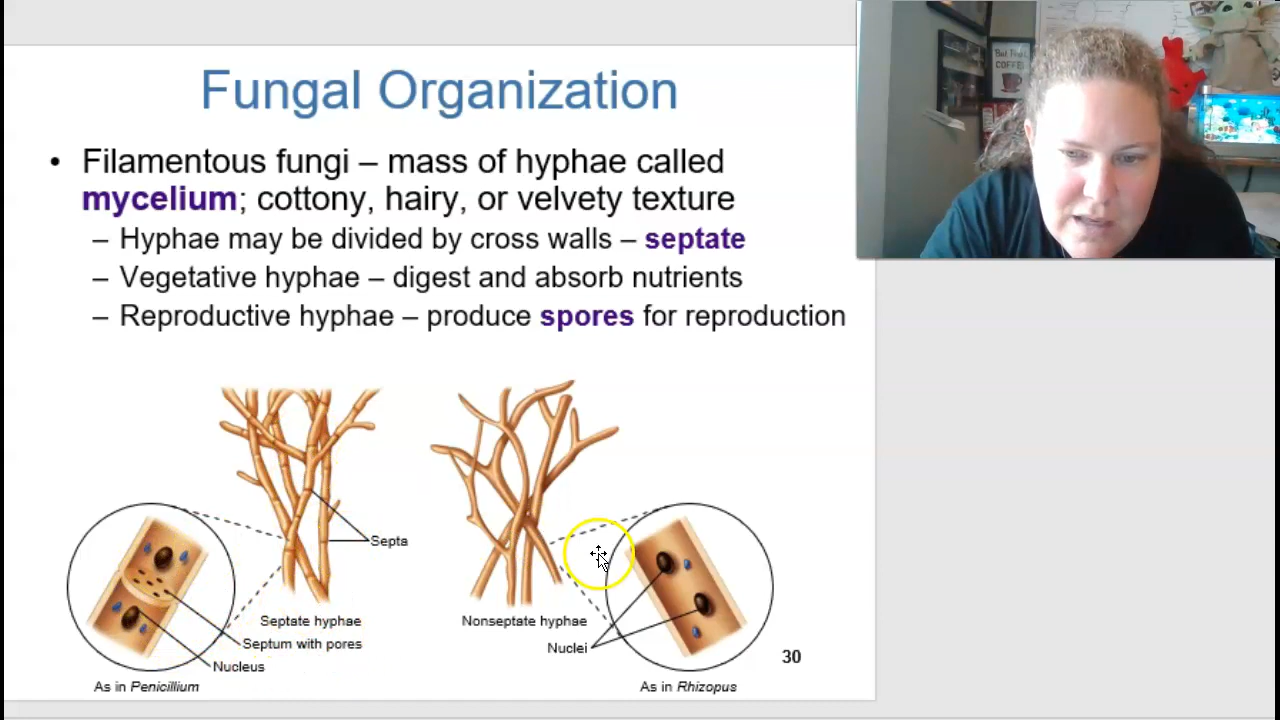 Fungal Organization
• Filamentous fungi – mass of hyphae called
mycelium; cottony, hairy, or velvety texture
– Hyphae may be divided by cross walls – septate
– Vegetative hyphae – digest and absorb nutrients
– Reproductive hyphae – produce spores for reproduction
Septa
Septate hyphae
Septum with pores
Nucleus
As in Penicillium
Nonseptate hyphae
Nuclei
As in Rhizopus
30
COFFEE